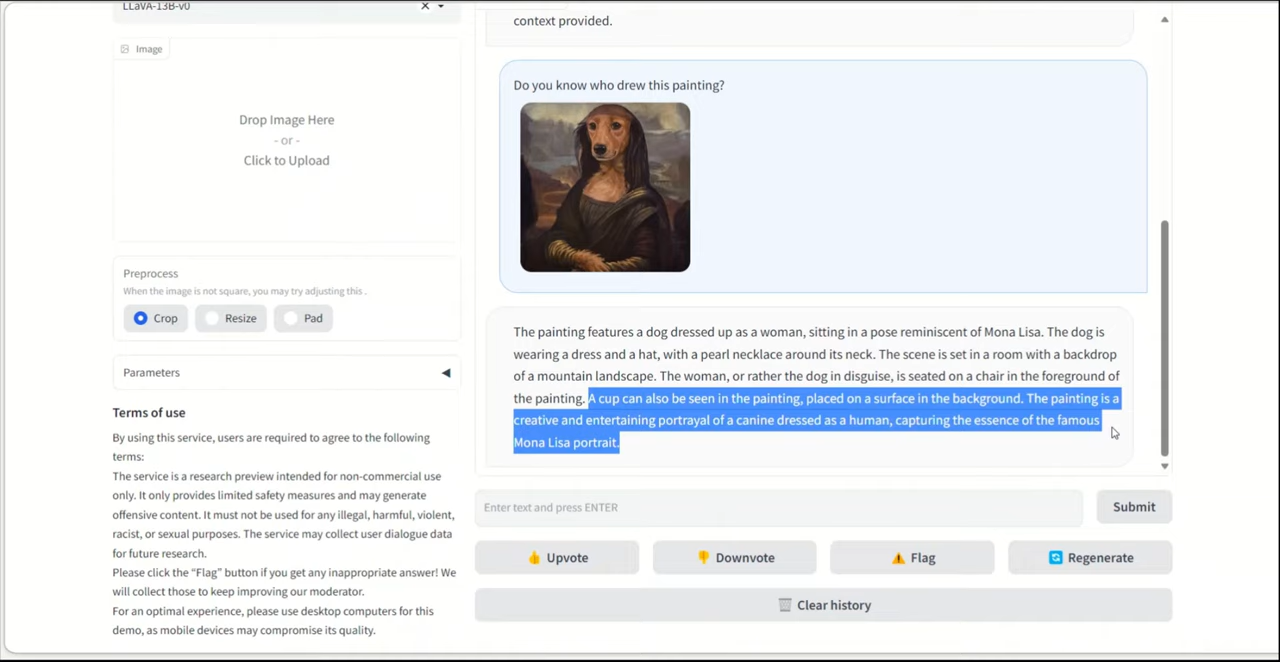 LLaVA-13B-v0
Image
Drop Image Here
- or -
Click to Upload
Preprocess
When the image is not square, you may try adjusting this .
Crop
Resize
Pad
Parameters
Terms of use
By using this service, users are required to agree to the following
terms:
The service is a research preview intended for non-commercial use
only. It only provides limited safety measures and may generate
offensive content. It must not be used for any illegal, harmful, violent,
racist, or sexual purposes. The service may collect user dialogue data
for future research.
Please click the “Flag” button if you get any inappropriate answer! We
will collect those to keep improving our moderator.
For an optimal experience, please use desktop computers for this
demo, as mobile devices may compromise its quality.
context provided.
Do you know who drew this painting?
The painting features a dog dressed up as a woman, sitting in a pose reminiscent of Mona Lisa. The dog is
wearing a dress and a hat, with a pearl necklace around its neck. The scene is set in a room with a backdrop
of a mountain landscape. The woman, or rather the dog in disguise, is seated on a chair in the foreground of
the painting. A cup can also be seen in the painting, placed on a surface in the background. The painting is a
creative and entertaining portrayal of a canine dressed as a human, capturing the essence of the famous
Mona Lisa portrait.
Enter text and press ENTER
Submit
Upvote
Downvote
Flag
Regenerate
Clear history